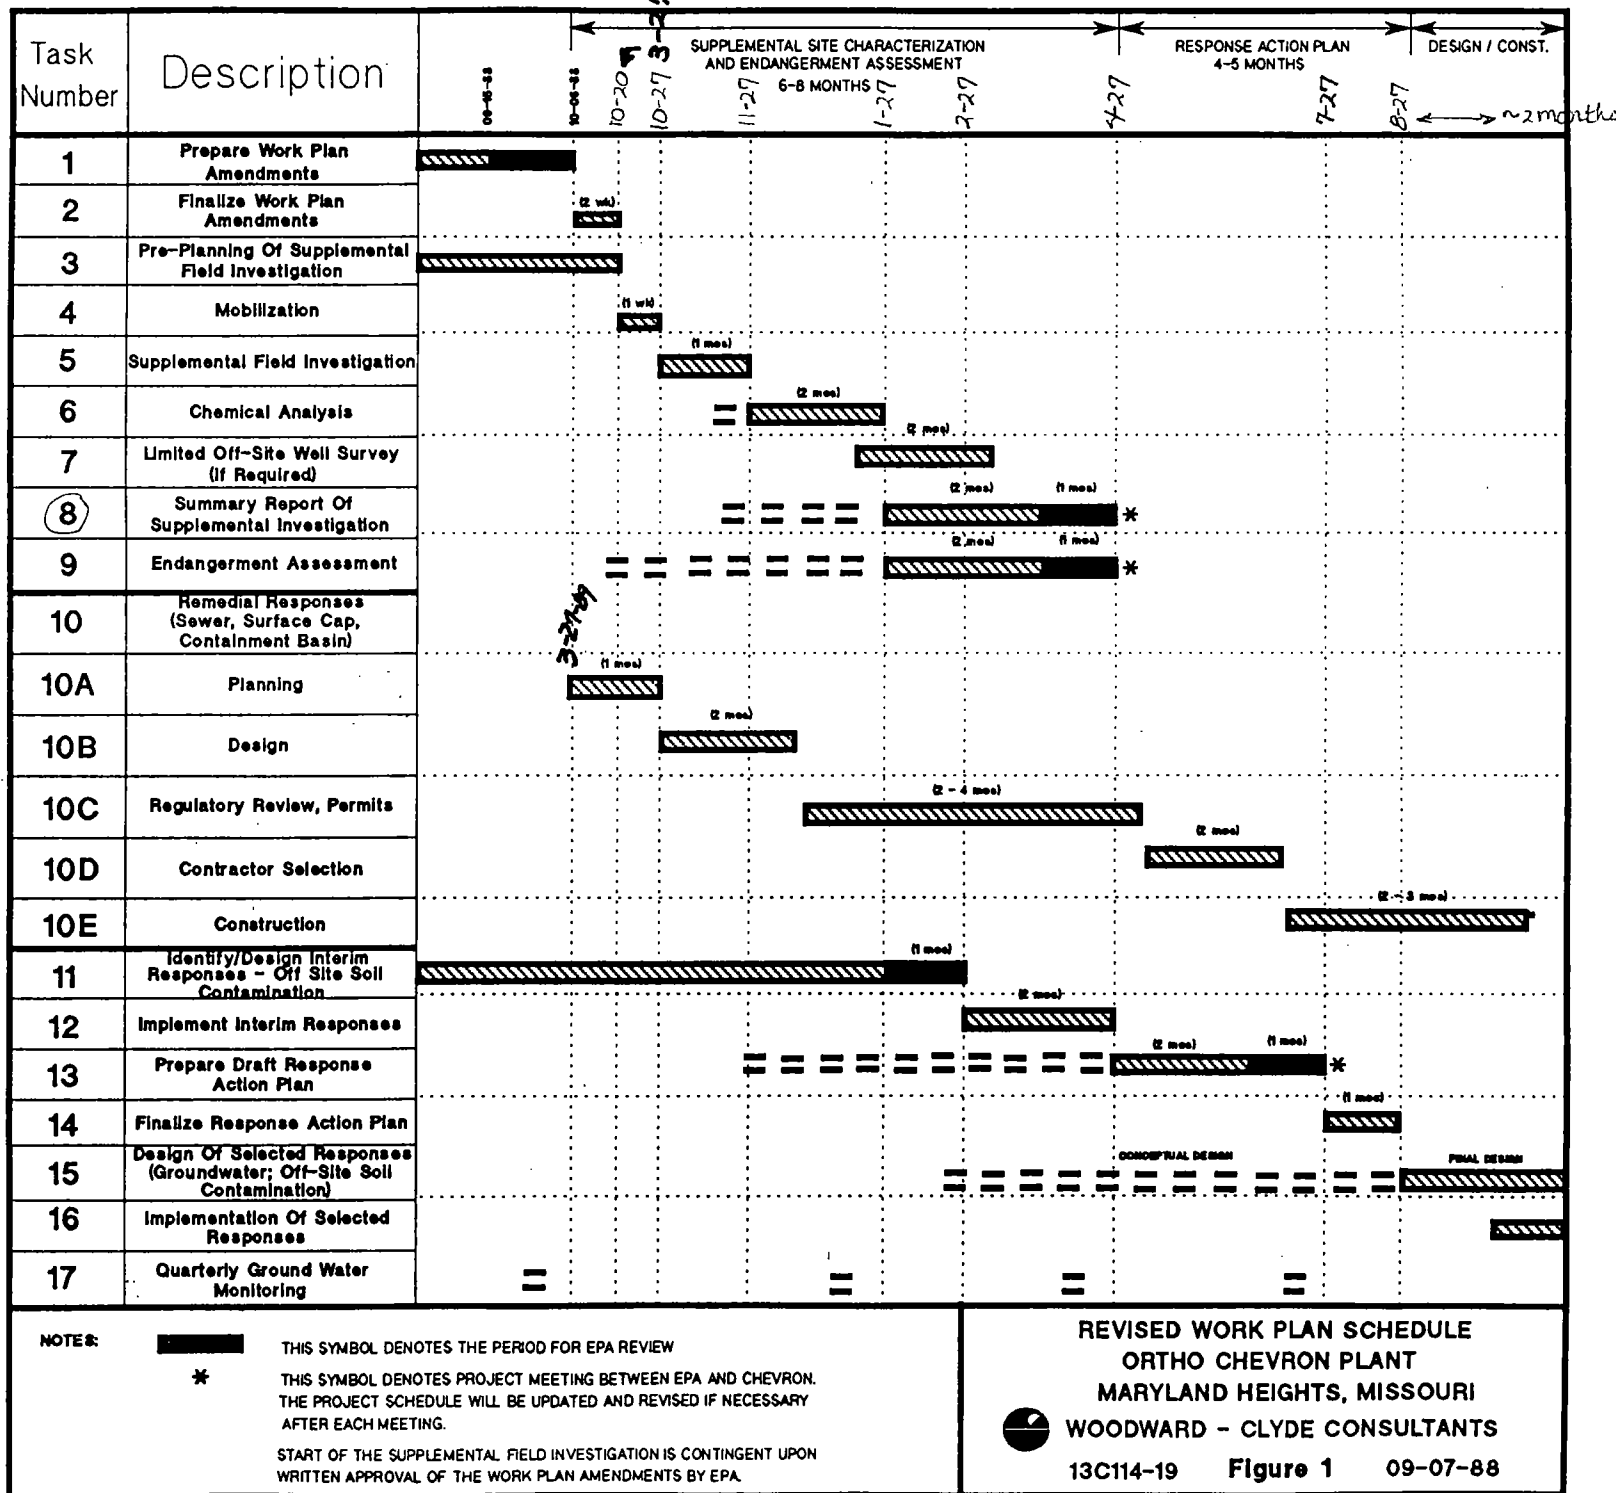 Task
Number
Description
09-15-88
10-06-88
10-20
10-27
11-27
1-27
2-27
4-27
7-27
8-27
~2months
SUPPLEMENTAL SITE CHARACTERIZATION
AND ENDANGERMENT ASSESSMENT
6-8 MONTHS
RESPONSE ACTION PLAN
4-5 MONTHS
DESIGN / CONST.
1
Prepare Work Plan
Amendments
2
Finalize Work Plan
Amendments
(2 wk)
3
Pre-Planning Of Supplemental
Field Investigation
4
Mobilization
(1 wk)
5
Supplemental Field Investigation
(1 mos)
6
Chemical Analysis
(2 mos)
7
Limited Off-Site Well Survey
(If Required)
(2 mos)
8
Summary Report Of
Supplemental Investigation
(2 mos)
(1 mos)
*
9
Endangerment Assessment
(2 mos)
(1 mos)
*
10
Remedial Responses
(Sewer, Surface Cap,
Containment Basin)
3-27-89
10A
Planning
(1 mos)
10B
Design
(2 mos)
10C
Regulatory Review, Permits
(2 - 4 mos)
10D
Contractor Selection
(2 mos)
10E
Construction
(2 - 3 mos)
11
Identify/Design Interim
Responses - Off Site Soil
Contamination
(1 mos)
12
Implement Interim Responses
(2 mos)
13
Prepare Draft Response
Action Plan
(2 mos)
(1 mos)
*
14
Finalize Response Action Plan
(1 mos)
15
Design Of Selected Responses
(Groundwater; Off-Site Soil
Contamination)
CONCEPTUAL DESIGN
FINAL DESIGN
16
Implementation Of Selected
Responses
17
Quarterly Ground Water
Monitoring
NOTES:
THIS SYMBOL DENOTES THE PERIOD FOR EPA REVIEW
* THIS SYMBOL DENOTES PROJECT MEETING BETWEEN EPA AND CHEVRON.
THE PROJECT SCHEDULE WILL BE UPDATED AND REVISED IF NECESSARY
AFTER EACH MEETING.
START OF THE SUPPLEMENTAL FIELD INVESTIGATION IS CONTINGENT UPON
WRITTEN APPROVAL OF THE WORK PLAN AMENDMENTS BY EPA.
REVISED WORK PLAN SCHEDULE
ORTHO CHEVRON PLANT
MARYLAND HEIGHTS, MISSOURI
WOODWARD - CLYDE CONSULTANTS
13C114-19 Figure 1 09-07-88